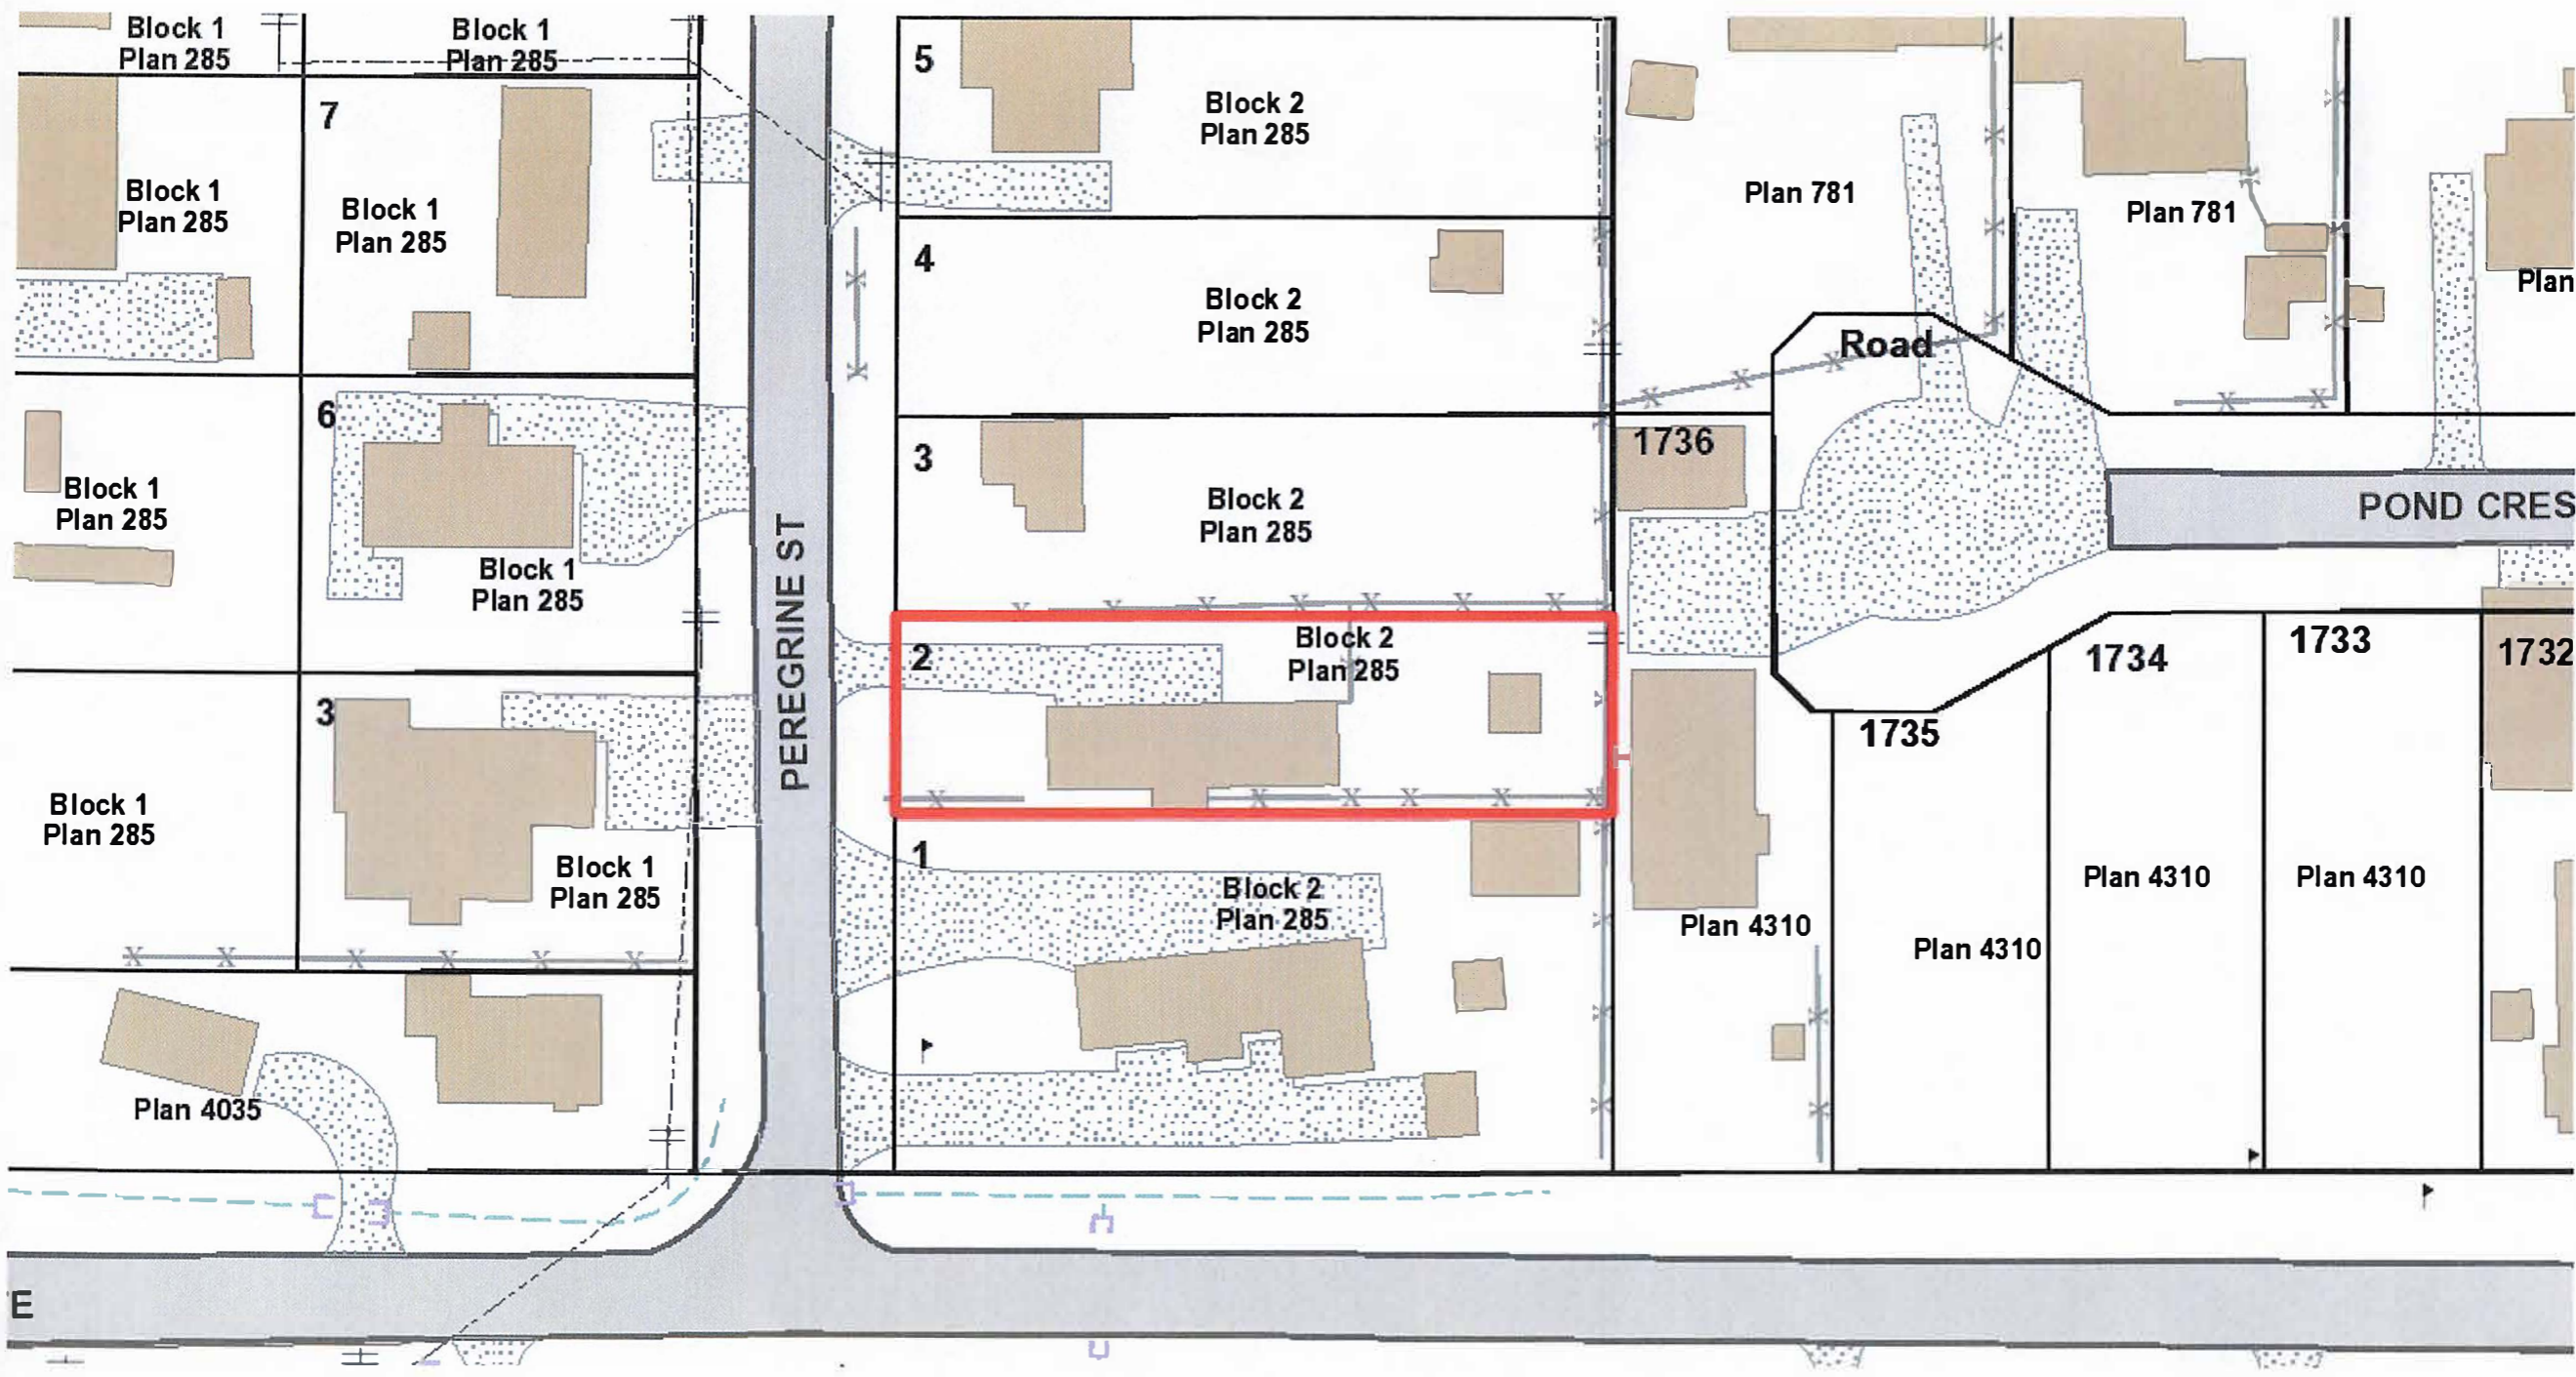 Block 1
Plan 285
Block 1
Plan 285
5
Block 2
Plan 285
7
Block 1
Plan 285
Block 1
Plan 285
Plan 781
Plan 781
Plan
4
Block 2
Plan 285
Road
6
Block 1
Plan 285
Block 1
Plan 285
3
Block 2
Plan 285
1736
POND CRES
PEREGRINE ST
2
Block 2
Plan 285
1735
1734
1733
1732
3
Block 1
Plan 285
Block 1
Plan 285
1
Block 2
Plan 285
Plan 4310
Plan 4310
Plan 4310
Plan 4310
Plan 4035
E